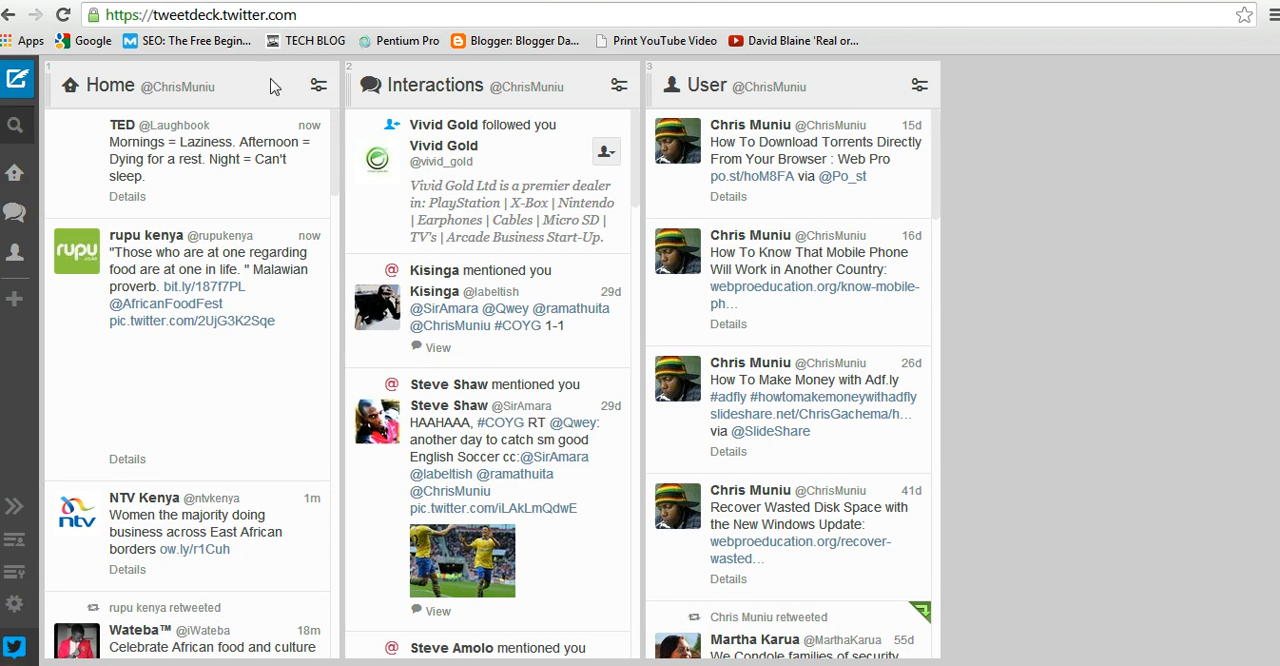 https://tweetdeck.twitter.com
Apps Google SEO: The Free Begin... TECH BLOG Pentium Pro Blogger: Blogger Da... Print YouTube Video David Blaine 'Real or...
1
Home @ChrisMuniu
TED @Laughbook now
Mornings = Laziness. Afternoon =
Dying for a rest. Night = Can't
sleep.
Details
rupu
rupu kenya @rupukenya now
"Those who are at one regarding
food are at one in life. " Malawian
proverb. bit.ly/187f7PL
@AfricanFoodFest
pic.twitter.com/2UjG3K2Sqe
Details
ntv
NTV Kenya @ntvkenya 1m
Women the majority doing
business across East African
borders ow.ly/r1Cuh
Details
rupu kenya retweeted
Wateba™ @iWateba 18m
Celebrate African food and culture
2
Interactions @ChrisMuniu
Vivid Gold followed you
Vivid Gold
@vivid_gold
Vivid Gold Ltd is a premier dealer
in: PlayStation | X-Box | Nintendo
| Earphones | Cables | Micro SD |
TV's | Arcade Business Start-Up.
@ Kisinga mentioned you
Kisinga @labeltish 29d
@SirAmara @Qwey @ramathuita
@ChrisMuniu #COYG 1-1
View
@ Steve Shaw mentioned you
Steve Shaw @SirAmara 29d
HAAHAAA, #COYG RT @Qwey:
another day to catch sm good
English Soccer cc:@SirAmara
@labeltish @ramathuita
@ChrisMuniu
pic.twitter.com/iLAkLmQdwE
View
@ Steve Amolo mentioned you
3
User @ChrisMuniu
Chris Muniu @ChrisMuniu 15d
How To Download Torrents Directly
From Your Browser : Web Pro
po.st/hoM8FA via @Po_st
Details
Chris Muniu @ChrisMuniu 16d
How To Know That Mobile Phone
Will Work in Another Country:
webproeducation.org/know-mobile-
ph...
Details
Chris Muniu @ChrisMuniu 26d
How To Make Money with Adf.ly
#adfly #howtomakemoneywithadfly
slideshare.net/ChrisGachema/h...
via @SlideShare
Details
Chris Muniu @ChrisMuniu 41d
Recover Wasted Disk Space with
the New Windows Update:
webproeducation.org/recover-
wasted...
Details
Chris Muniu retweeted
Martha Karua @MarthaKarua 55d
We Condole families of security